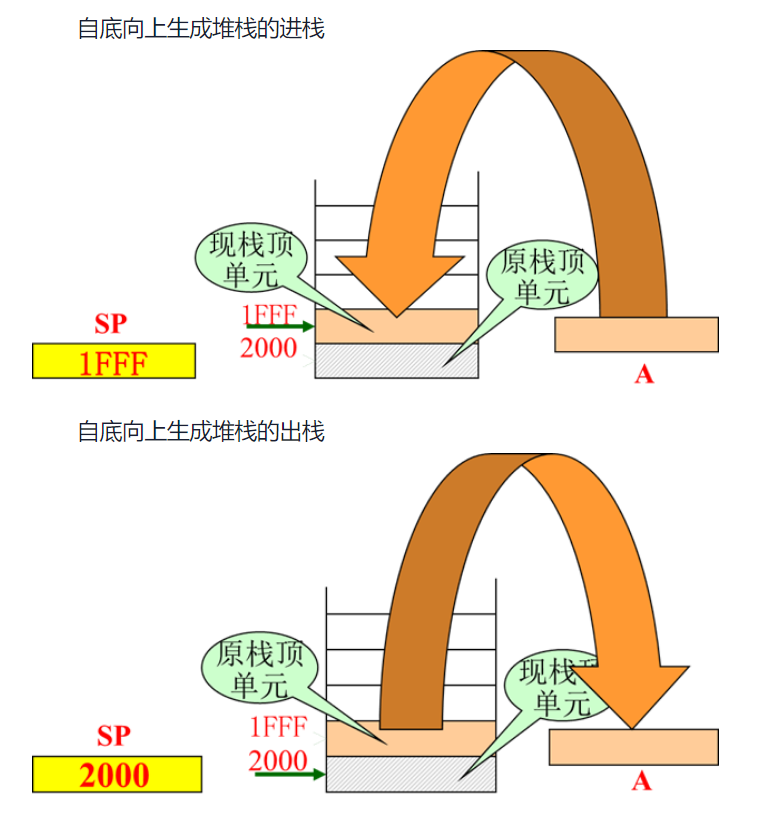 自底向上生成堆栈的进栈
现栈顶
单元
原栈顶
单元
1FFF
SP
2000
1FFF
A
自底向上生成堆栈的出栈
原栈顶
单元
现栈顶
单元
1FFF
SP
2000
2000
A